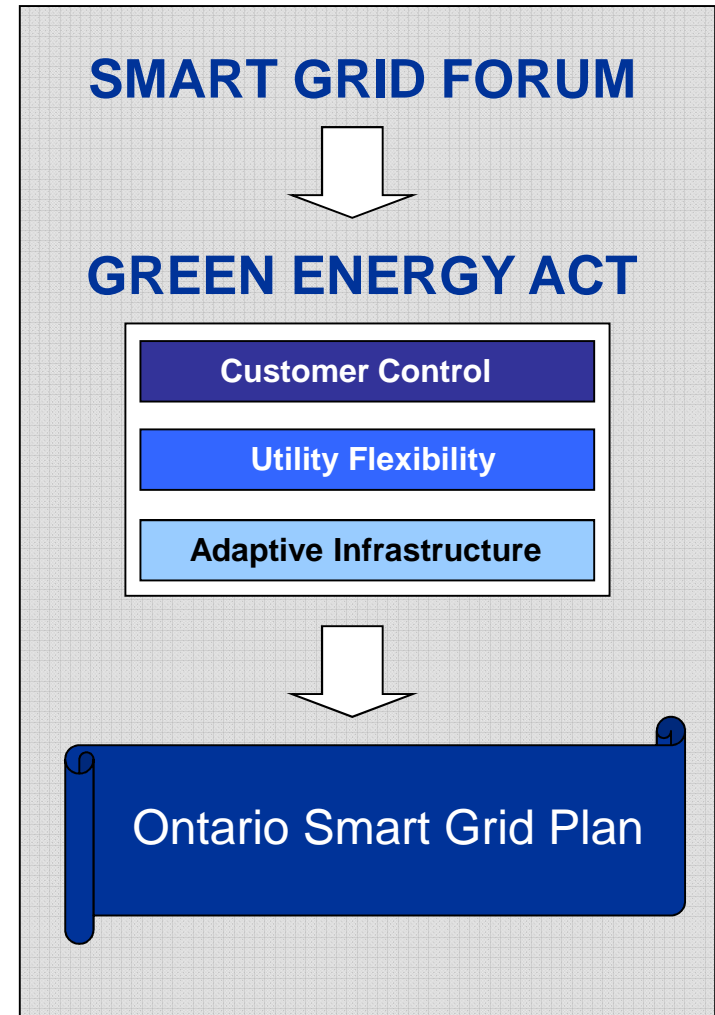 SMART GRID FORUM
GREEN ENERGY ACT
Customer Control
Utility Flexibility
Adaptive Infrastructure
Ontario Smart Grid Plan